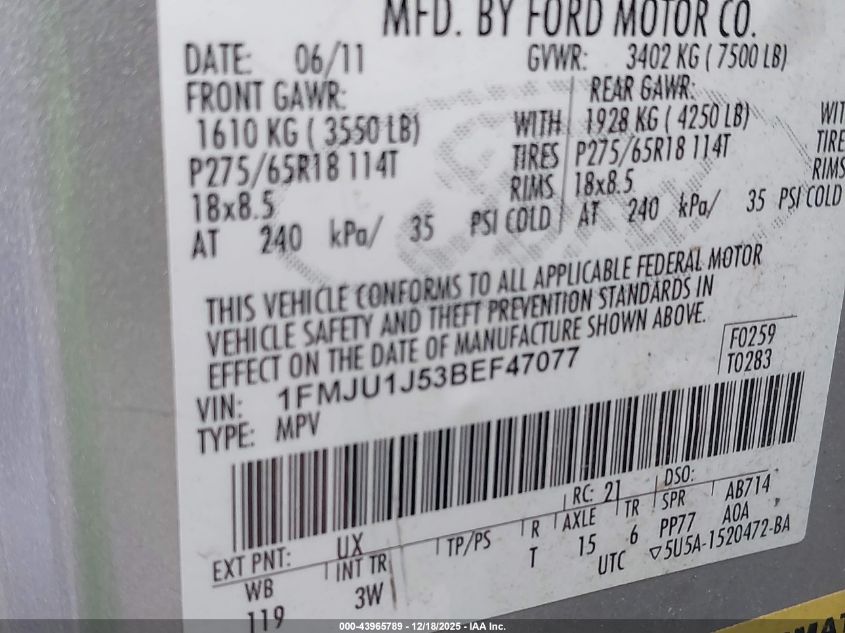 MFD. BY FORD MOTOR CO.
DATE: 06/11 GVWR: 3402 KG ( 7500 LB)
FRONT GAWR: REAR GAWR:
1610 KG ( 3550 LB) WITH 1928 KG ( 4250 LB) WIT
P275/65R18 114T TIRES P275/65R18 114T TIRE
18x8.5 RIMS 18x8.5 RIMS
AT 240 kPa/ 35 PSI COLD AT 240 kPa/ 35 PSI COLD
THIS VEHICLE CONFORMS TO ALL APPLICABLE FEDERAL MOTOR
VEHICLE SAFETY AND THEFT PREVENTION STANDARDS IN
EFFECT ON THE DATE OF MANUFACTURE SHOWN ABOVE.
F0259
VIN: 1FMJU1J53BEF47077 T0283
TYPE: MPV
RC: 21 DSO:
EXT PNT: UX TP/PS R AXLE TR SPR AB714
WB INT TR T 15 6 PP77 A0A
119 3W UTC ▽5U5A-1520472-BA
000-43965789 - 12/18/2025 - IAA Inc.